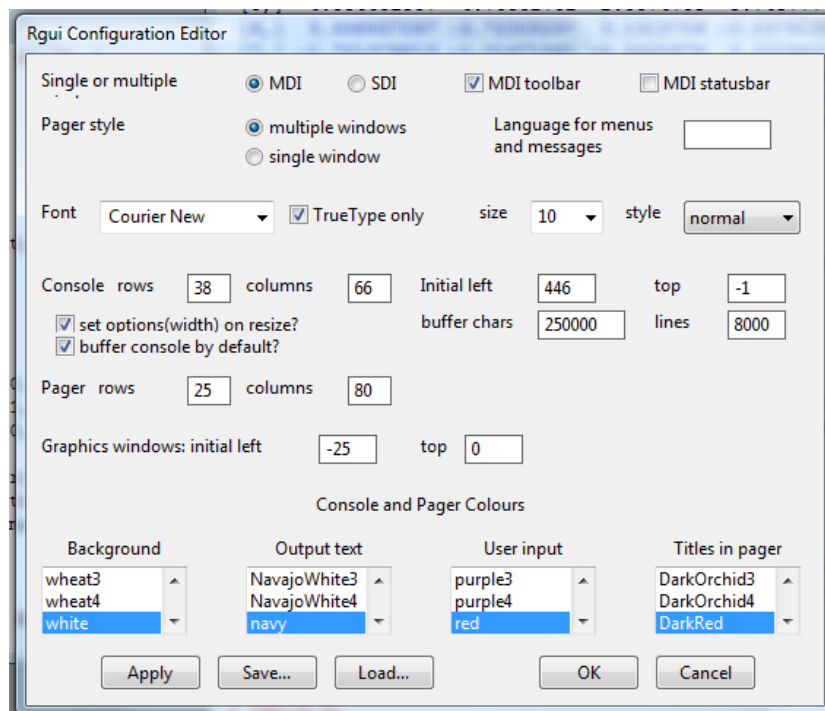 Rgui Configuration Editor
Single or multiple MDI SDI MDI toolbar MDI statusbar
Pager style multiple windows Language for menus
single window and messages
Font Courier New TrueType only size 10 style normal
Console rows 38 columns 66 Initial left 446 top -1
set options(width) on resize? buffer chars 250000 lines 8000
buffer console by default?
Pager rows 25 columns 80
Graphics windows: initial left -25 top 0
Console and Pager Colours
Background Output text User input Titles in pager
wheat3 NavajoWhite3 purple3 DarkOrchid3
wheat4 NavajoWhite4 purple4 DarkOrchid4
white navy red DarkRed
Apply Save... Load... OK Cancel